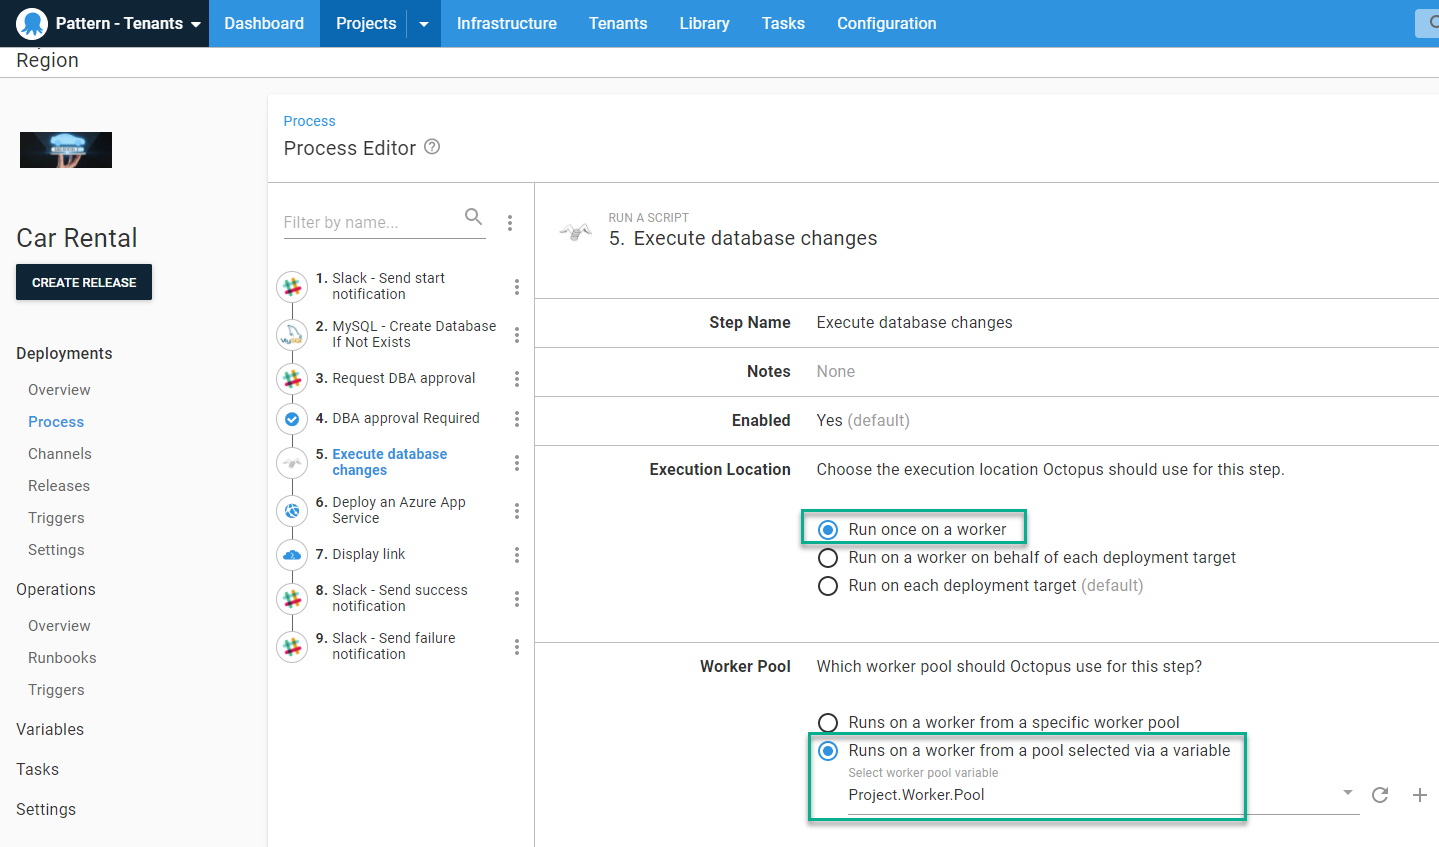 Pattern - Tenants
Dashboard
Projects
Infrastructure
Tenants
Library
Tasks
Configuration
Region
Car Rental
CREATE RELEASE
Deployments
Overview
Process
Channels
Releases
Triggers
Settings
Operations
Overview
Runbooks
Triggers
Variables
Tasks
Settings
Process
Process Editor
Filter by name...
1. Slack - Send start
notification
2. MySQL - Create Database
If Not Exists
3. Request DBA approval
4. DBA approval Required
5. Execute database
changes
6. Deploy an Azure App
Service
7. Display link
8. Slack - Send success
notification
9. Slack - Send failure
notification
RUN A SCRIPT
5. Execute database changes
Step Name Execute database changes
Notes None
Enabled Yes (default)
Execution Location Choose the execution location Octopus should use for this step.
Run once on a worker
Run on a worker on behalf of each deployment target
Run on each deployment target (default)
Worker Pool Which worker pool should Octopus use for this step?
Runs on a worker from a specific worker pool
Runs on a worker from a pool selected via a variable
Select worker pool variable
Project.Worker.Pool